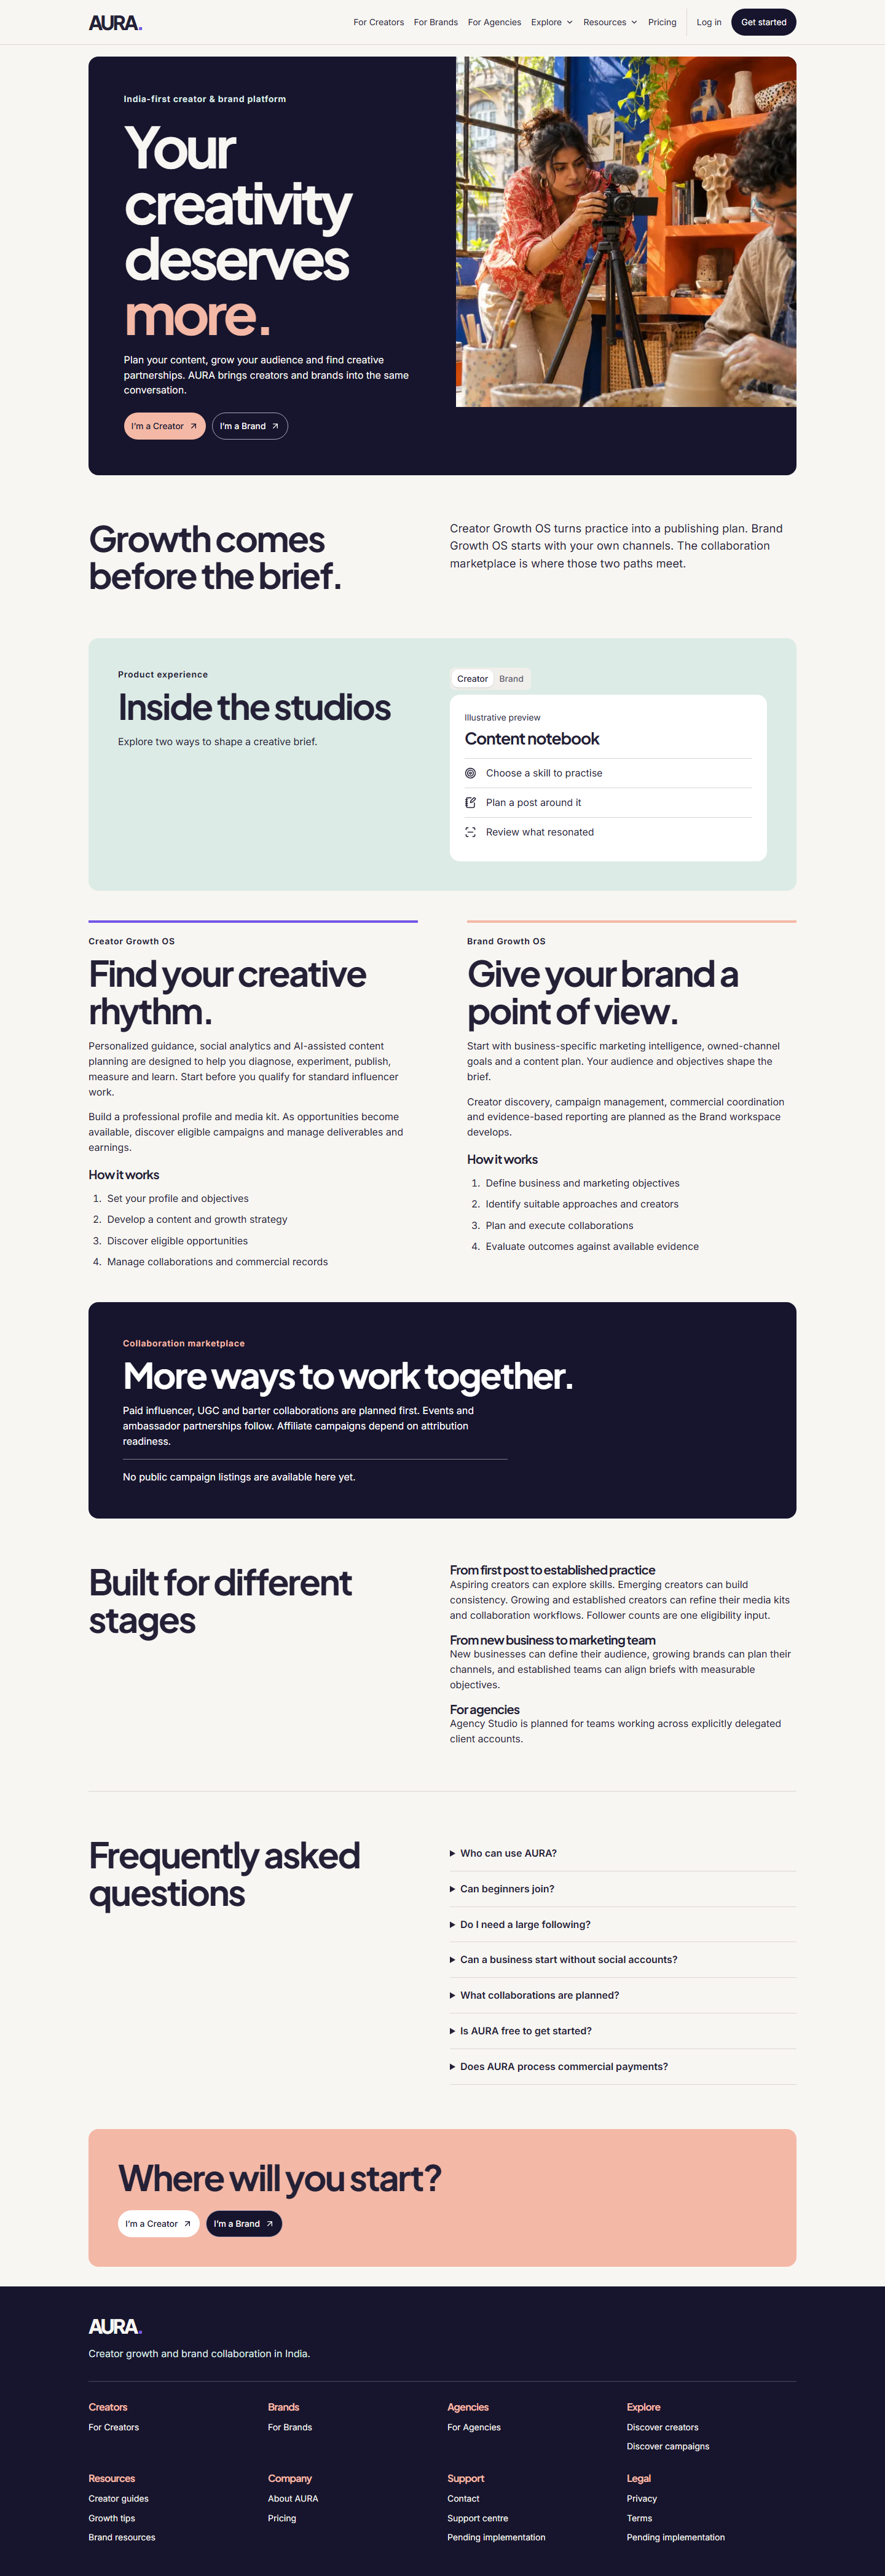 AURA.
For Creators For Brands For Agencies Explore Resources Pricing Log in Get started
India-first creator & brand platform
Your
creativity
deserves
more.
Plan your content, grow your audience and find creative
partnerships. AURA brings creators and brands into the same
conversation.
I'm a Creator I'm a Brand
Growth comes
before the brief.
Creator Growth OS turns practice into a publishing plan. Brand
Growth OS starts with your own channels. The collaboration
marketplace is where those two paths meet.
Product experience
Inside the studios
Explore two ways to shape a creative brief.
Creator Brand
Illustrative preview
Content notebook
Choose a skill to practise
Plan a post around it
Review what resonated
Creator Growth OS
Find your creative
rhythm.
Personalized guidance, social analytics and AI-assisted content
planning are designed to help you diagnose, experiment, publish,
measure and learn. Start before you qualify for standard influencer
work.
Build a professional profile and media kit. As opportunities become
available, discover eligible campaigns and manage deliverables and
earnings.
How it works
1. Set your profile and objectives
2. Develop a content and growth strategy
3. Discover eligible opportunities
4. Manage collaborations and commercial records
Brand Growth OS
Give your brand a
point of view.
Start with business-specific marketing intelligence, owned-channel
goals and a content plan. Your audience and objectives shape the
brief.
Creator discovery, campaign management, commercial coordination
and evidence-based reporting are planned as the Brand workspace
develops.
How it works
1. Define business and marketing objectives
2. Identify suitable approaches and creators
3. Plan and execute collaborations
4. Evaluate outcomes against available evidence
Collaboration marketplace
More ways to work together.
Paid influencer, UGC and barter collaborations are planned first. Events and
ambassador partnerships follow. Affiliate campaigns depend on attribution
readiness.
No public campaign listings are available here yet.
Built for different
stages
From first post to established practice
Aspiring creators can explore skills. Emerging creators can build
consistency. Growing and established creators can refine their media kits
and collaboration workflows. Follower counts are one eligibility input.
From new business to marketing team
New businesses can define their audience, growing brands can plan their
channels, and established teams can align briefs with measurable
objectives.
For agencies
Agency Studio is planned for teams working across explicitly delegated
client accounts.
Frequently asked
questions
Who can use AURA?
Can beginners join?
Do I need a large following?
Can a business start without social accounts?
What collaborations are planned?
Is AURA free to get started?
Does AURA process commercial payments?
Where will you start?
I'm a Creator I'm a Brand
AURA.
Creator growth and brand collaboration in India.
Creators
For Creators
Brands
For Brands
Agencies
For Agencies
Explore
Discover creators
Discover campaigns
Resources
Creator guides
Growth tips
Brand resources
Company
About AURA
Pricing
Support
Contact
Support centre
Pending implementation
Legal
Privacy
Terms
Pending implementation